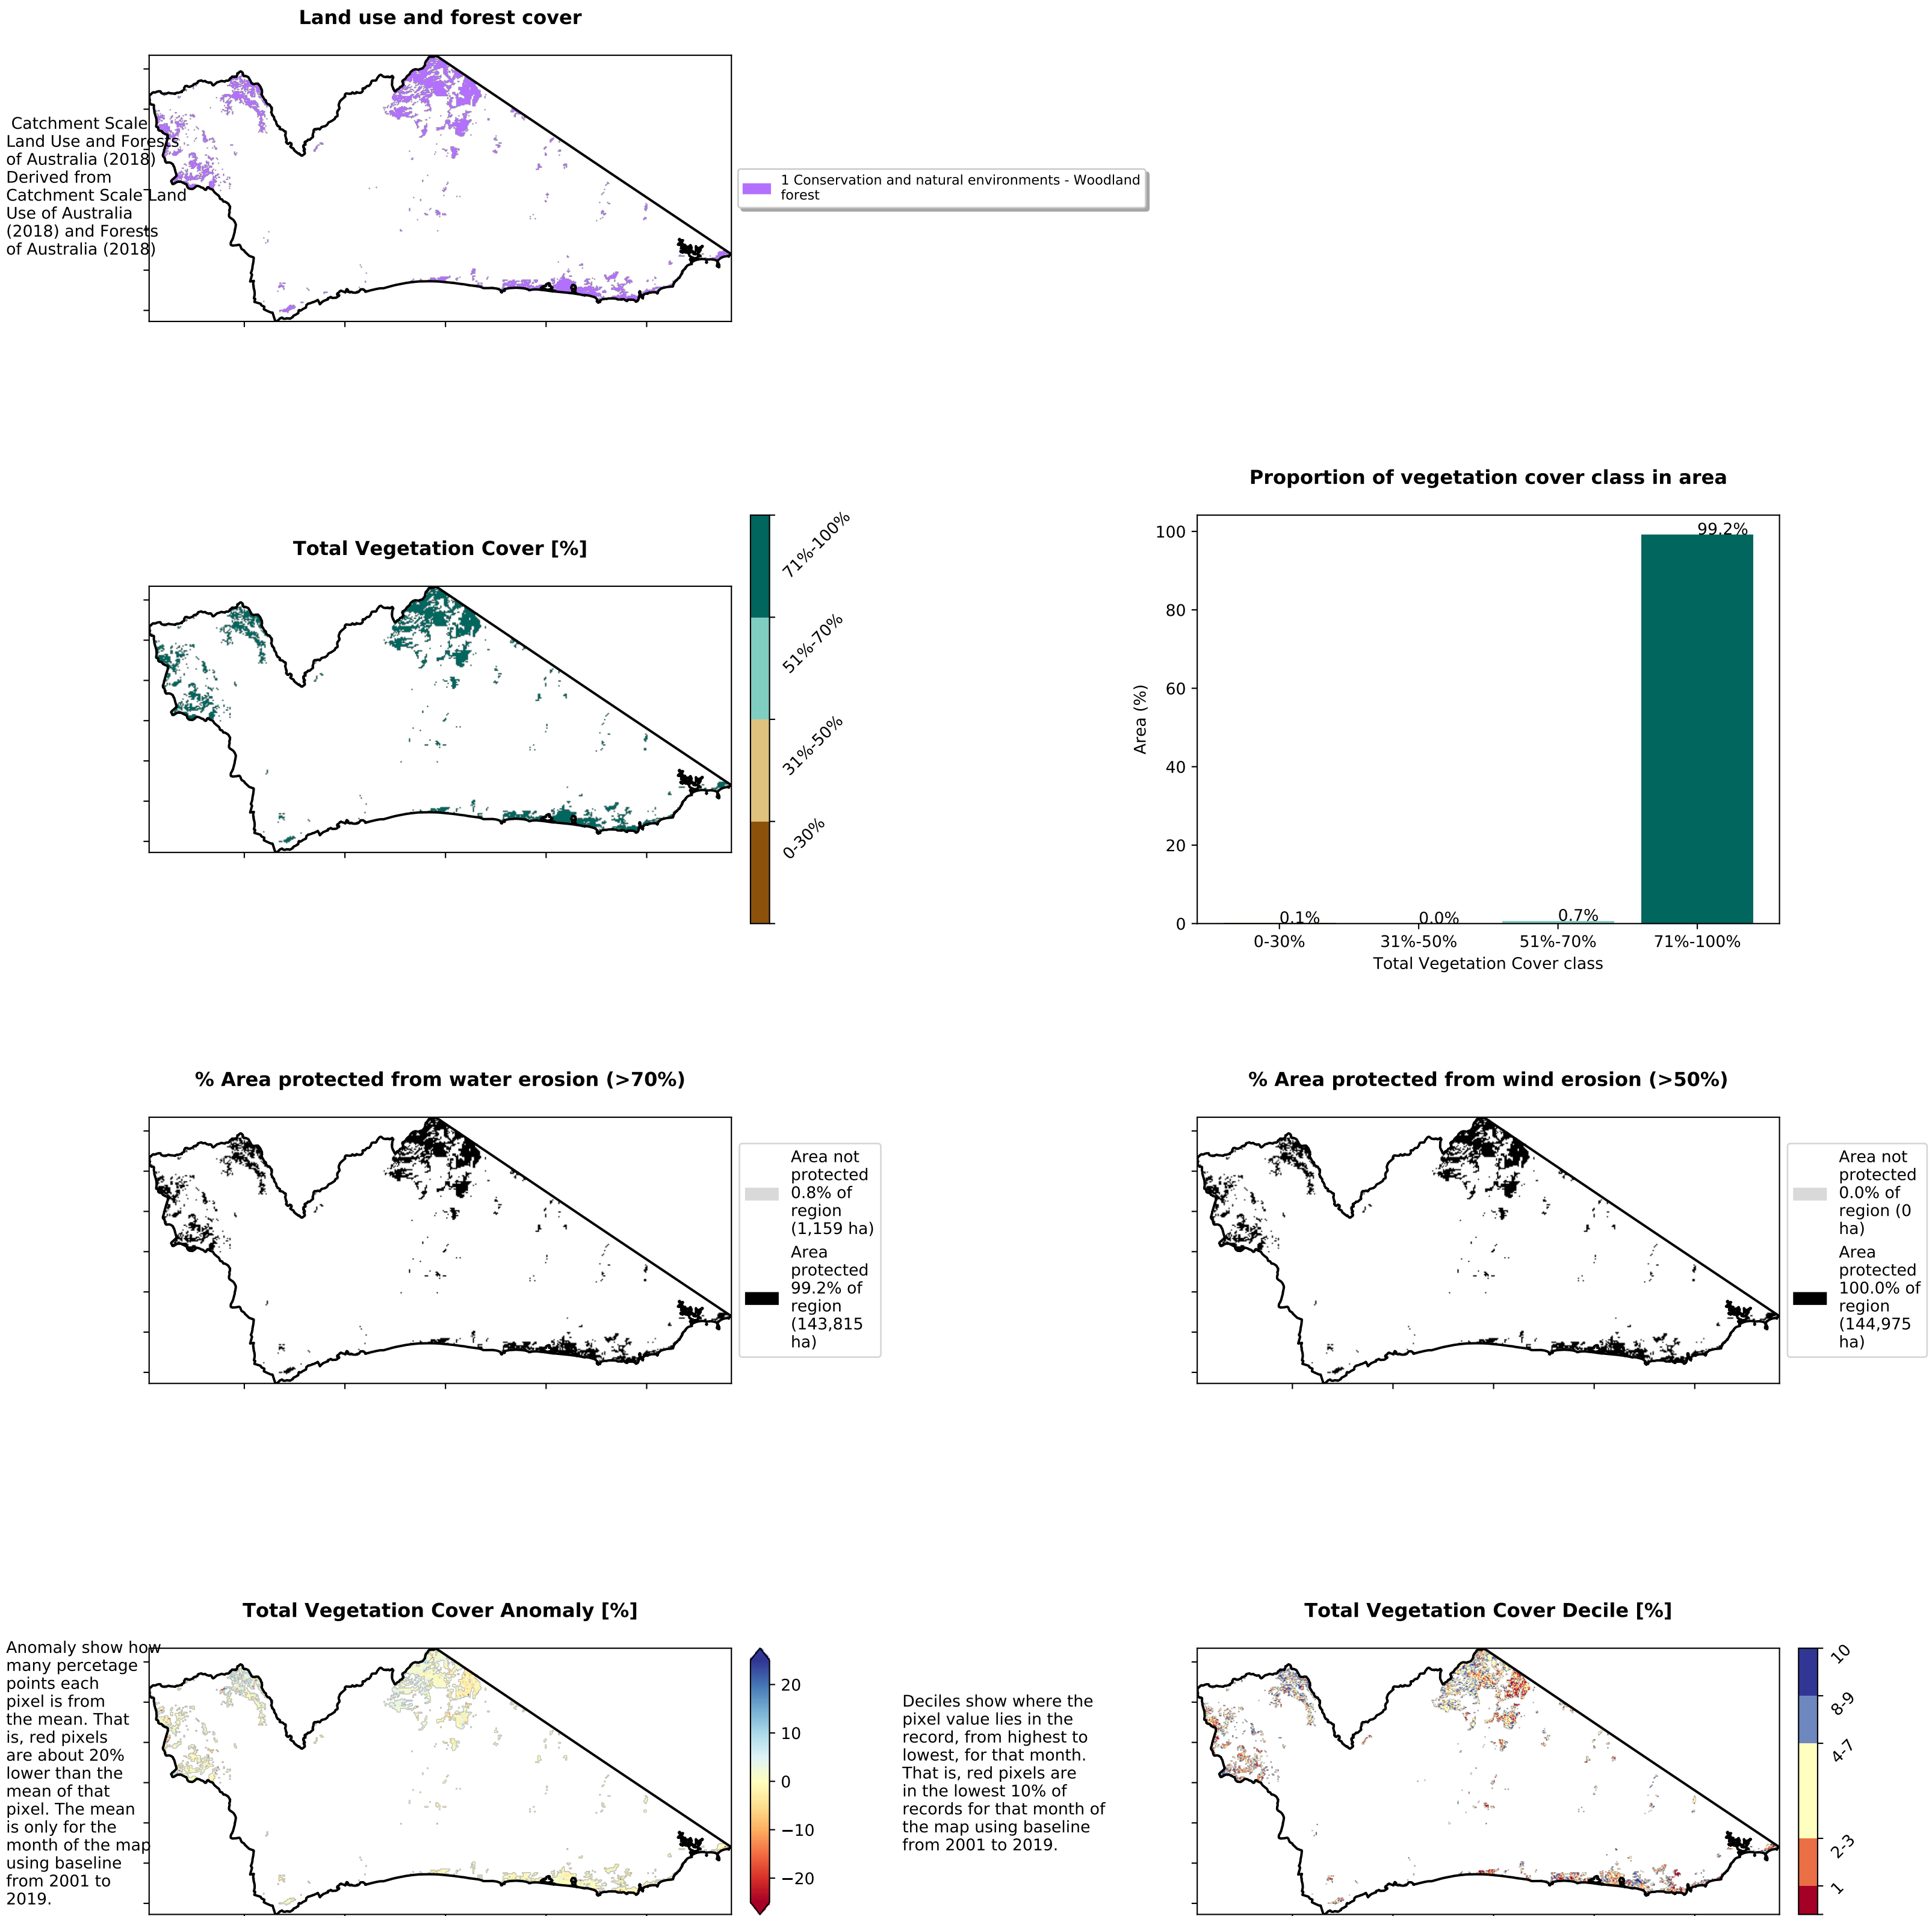 Land use and forest cover
Catchment Scale
Land Use and Forests
of Australia (2018)
Derived from
Catchment Scale Land
Use of Australia
(2018) and Forests
of Australia (2018)
1 Conservation and natural environments - Woodland
forest
Total Vegetation Cover [%]
71%-100%
51%-70%
31%-50%
0-30%
Proportion of vegetation cover class in area
100
80
60
40
20
0
Area (%)
0.1%
0.0%
0.7%
99.2%
0-30%
31%-50%
51%-70%
71%-100%
Total Vegetation Cover class
% Area protected from water erosion (>70%)
Area not
protected
0.8% of
region
(1,159 ha)
Area
protected
99.2% of
region
(143,815
ha)
% Area protected from wind erosion (>50%)
Area not
protected
0.0% of
region (0
ha)
Area
protected
100.0% of
region
(144,975
ha)
Total Vegetation Cover Anomaly [%]
Anomaly show how
many percetage
points each
pixel is from
the mean. That
is, red pixels
are about 20%
lower than the
mean of that
pixel. The mean
is only for the
month of the map
using baseline
from 2001 to
2019.
20
10
0
−10
−20
Total Vegetation Cover Decile [%]
Deciles show where the
pixel value lies in the
record, from highest to
lowest, for that month.
That is, red pixels are
in the lowest 10% of
records for that month of
the map using baseline
from 2001 to 2019.
10
8-9
4-7
2-3
1